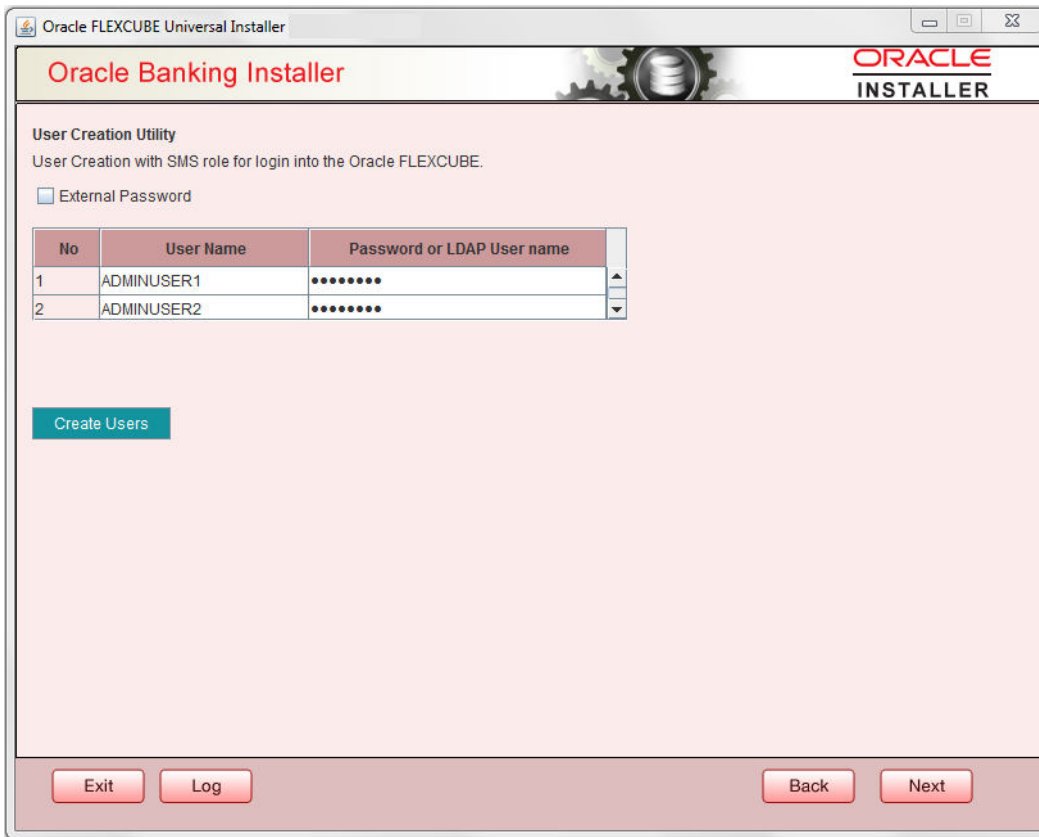 Oracle FLEXCUBE Universal Installer
Oracle Banking Installer
ORACLE
INSTALLER
User Creation Utility
User Creation with SMS role for login into the Oracle FLEXCUBE.
External Password
No User Name Password or LDAP User name
1 ADMINUSER1 ••••••••
2 ADMINUSER2 ••••••••
Create Users
Exit Log Back Next